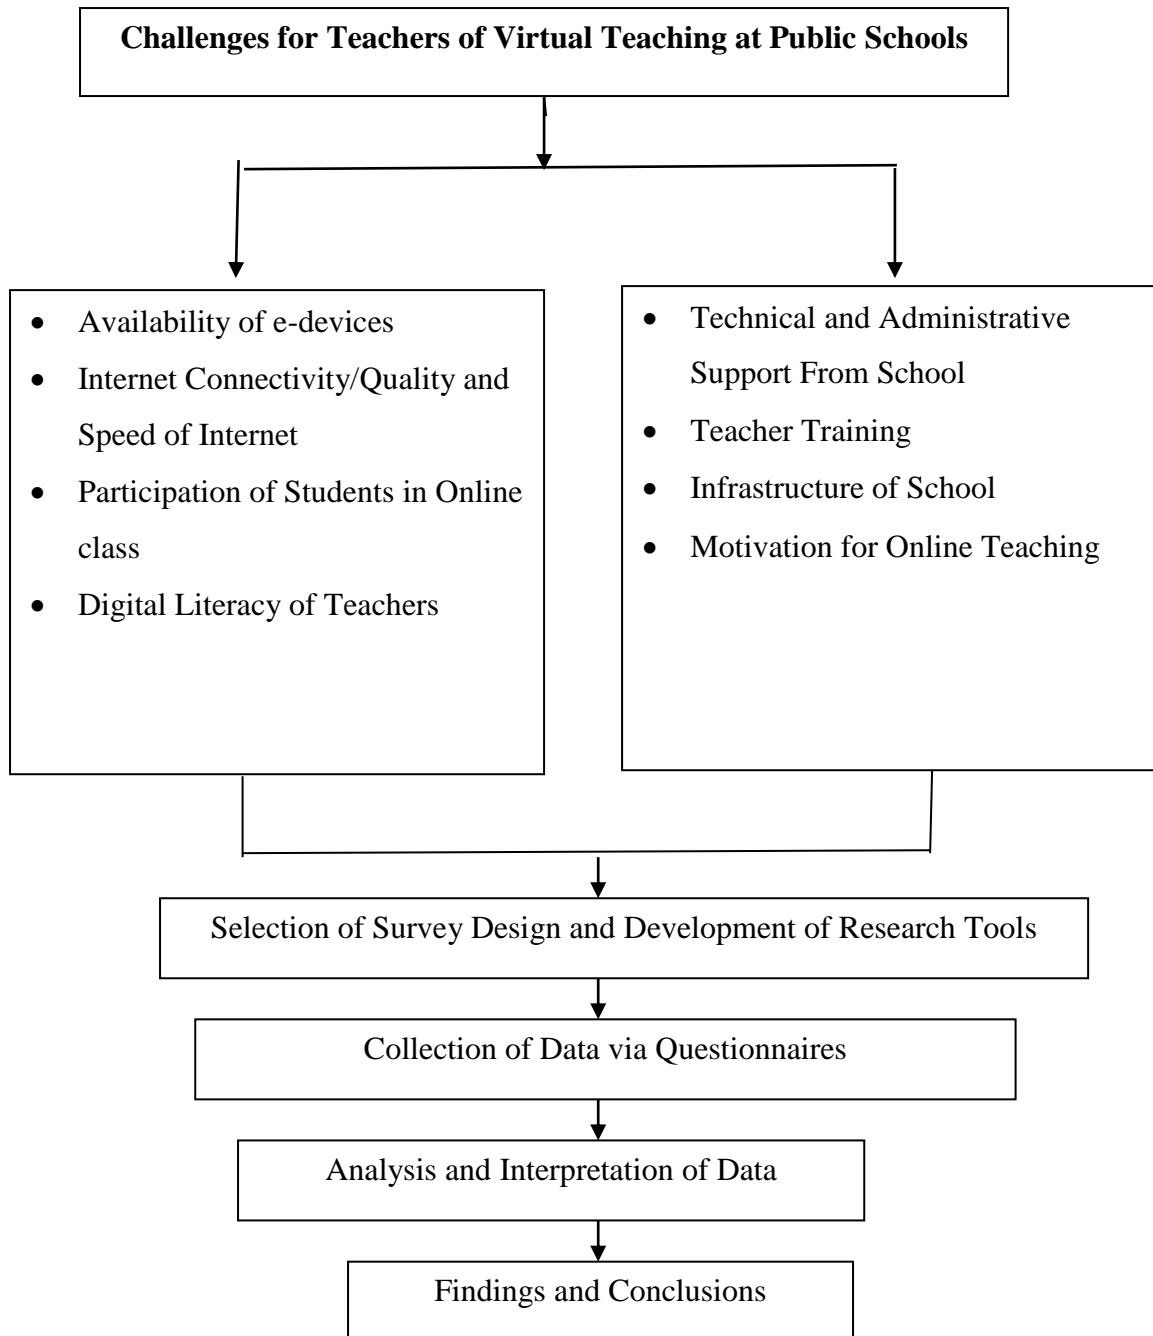 Challenges for Teachers of Virtual Teaching at Public Schools
• Availability of e-devices
• Internet Connectivity/Quality and
Speed of Internet
• Participation of Students in Online
class
• Digital Literacy of Teachers
• Technical and Administrative
Support From School
• Teacher Training
• Infrastructure of School
• Motivation for Online Teaching
Selection of Survey Design and Development of Research Tools
Collection of Data via Questionnaires
Analysis and Interpretation of Data
Findings and Conclusions